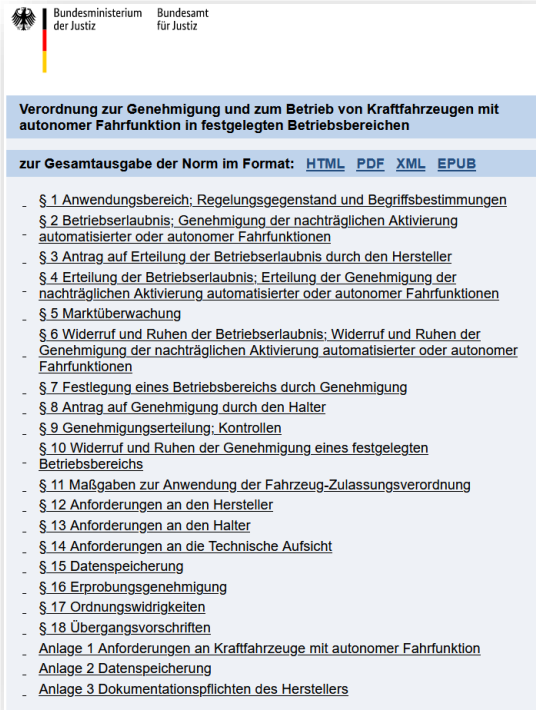 Bundesministerium
der Justiz
Bundesamt
für Justiz
Verordnung zur Genehmigung und zum Betrieb von Kraftfahrzeugen mit
autonomer Fahrfunktion in festgelegten Betriebsbereichen
zur Gesamtausgabe der Norm im Format: HTML PDF XML EPUB
§ 1 Anwendungsbereich; Regelungsgegenstand und Begriffsbestimmungen
§ 2 Betriebserlaubnis; Genehmigung der nachträglichen Aktivierung
automatisierter oder autonomer Fahrfunktionen
§ 3 Antrag auf Erteilung der Betriebserlaubnis durch den Hersteller
§ 4 Erteilung der Betriebserlaubnis; Erteilung der Genehmigung der
nachträglichen Aktivierung automatisierter oder autonomer Fahrfunktionen
§ 5 Marktüberwachung
§ 6 Widerruf und Ruhen der Betriebserlaubnis; Widerruf und Ruhen der
Genehmigung der nachträglichen Aktivierung automatisierter oder autonomer
Fahrfunktionen
§ 7 Festlegung eines Betriebsbereichs durch Genehmigung
§ 8 Antrag auf Genehmigung durch den Halter
§ 9 Genehmigungserteilung; Kontrollen
§ 10 Widerruf und Ruhen der Genehmigung eines festgelegten
Betriebsbereichs
§ 11 Maßgaben zur Anwendung der Fahrzeug-Zulassungsverordnung
§ 12 Anforderungen an den Hersteller
§ 13 Anforderungen an den Halter
§ 14 Anforderungen an die Technische Aufsicht
§ 15 Datenspeicherung
§ 16 Erprobungsgenehmigung
§ 17 Ordnungswidrigkeiten
§ 18 Übergangsvorschriften
Anlage 1 Anforderungen an Kraftfahrzeuge mit autonomer Fahrfunktion
Anlage 2 Datenspeicherung
Anlage 3 Dokumentationspflichten des Herstellers